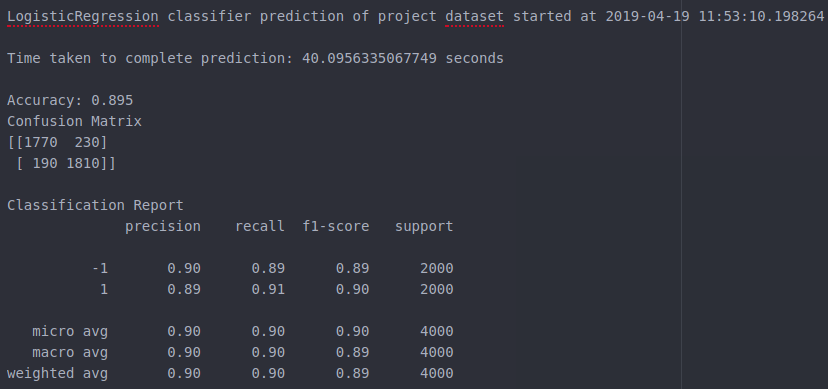 LogisticRegression classifier prediction of project dataset started at 2019-04-19 11:53:10.198264
Time taken to complete prediction: 40.0956335067749 seconds
Accuracy: 0.895
Confusion Matrix
[[1770  230]
 [ 190 1810]]
Classification Report
              precision    recall  f1-score   support
          -1       0.90      0.89      0.89      2000
           1       0.89      0.91      0.90      2000
   micro avg       0.90      0.90      0.90      4000
   macro avg       0.90      0.90      0.89      4000
weighted avg       0.90      0.90      0.89      4000